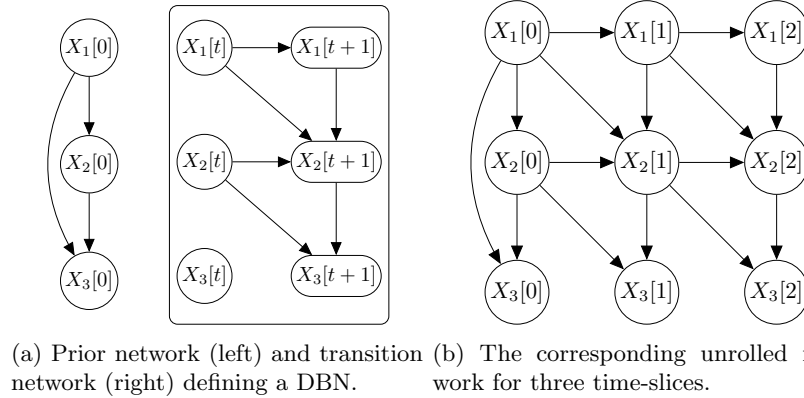 X₁[0]
X₂[0]
X₃[0]
X₁[t]
X₁[t + 1]
X₂[t]
X₂[t + 1]
X₃[t]
X₃[t + 1]
(a) Prior network (left) and transition
network (right) defining a DBN.
X₁[0]
X₁[1]
X₁[2]
X₂[0]
X₂[1]
X₂[2]
X₃[0]
X₃[1]
X₃[2]
(b) The corresponding unrolled
work for three time-slices.